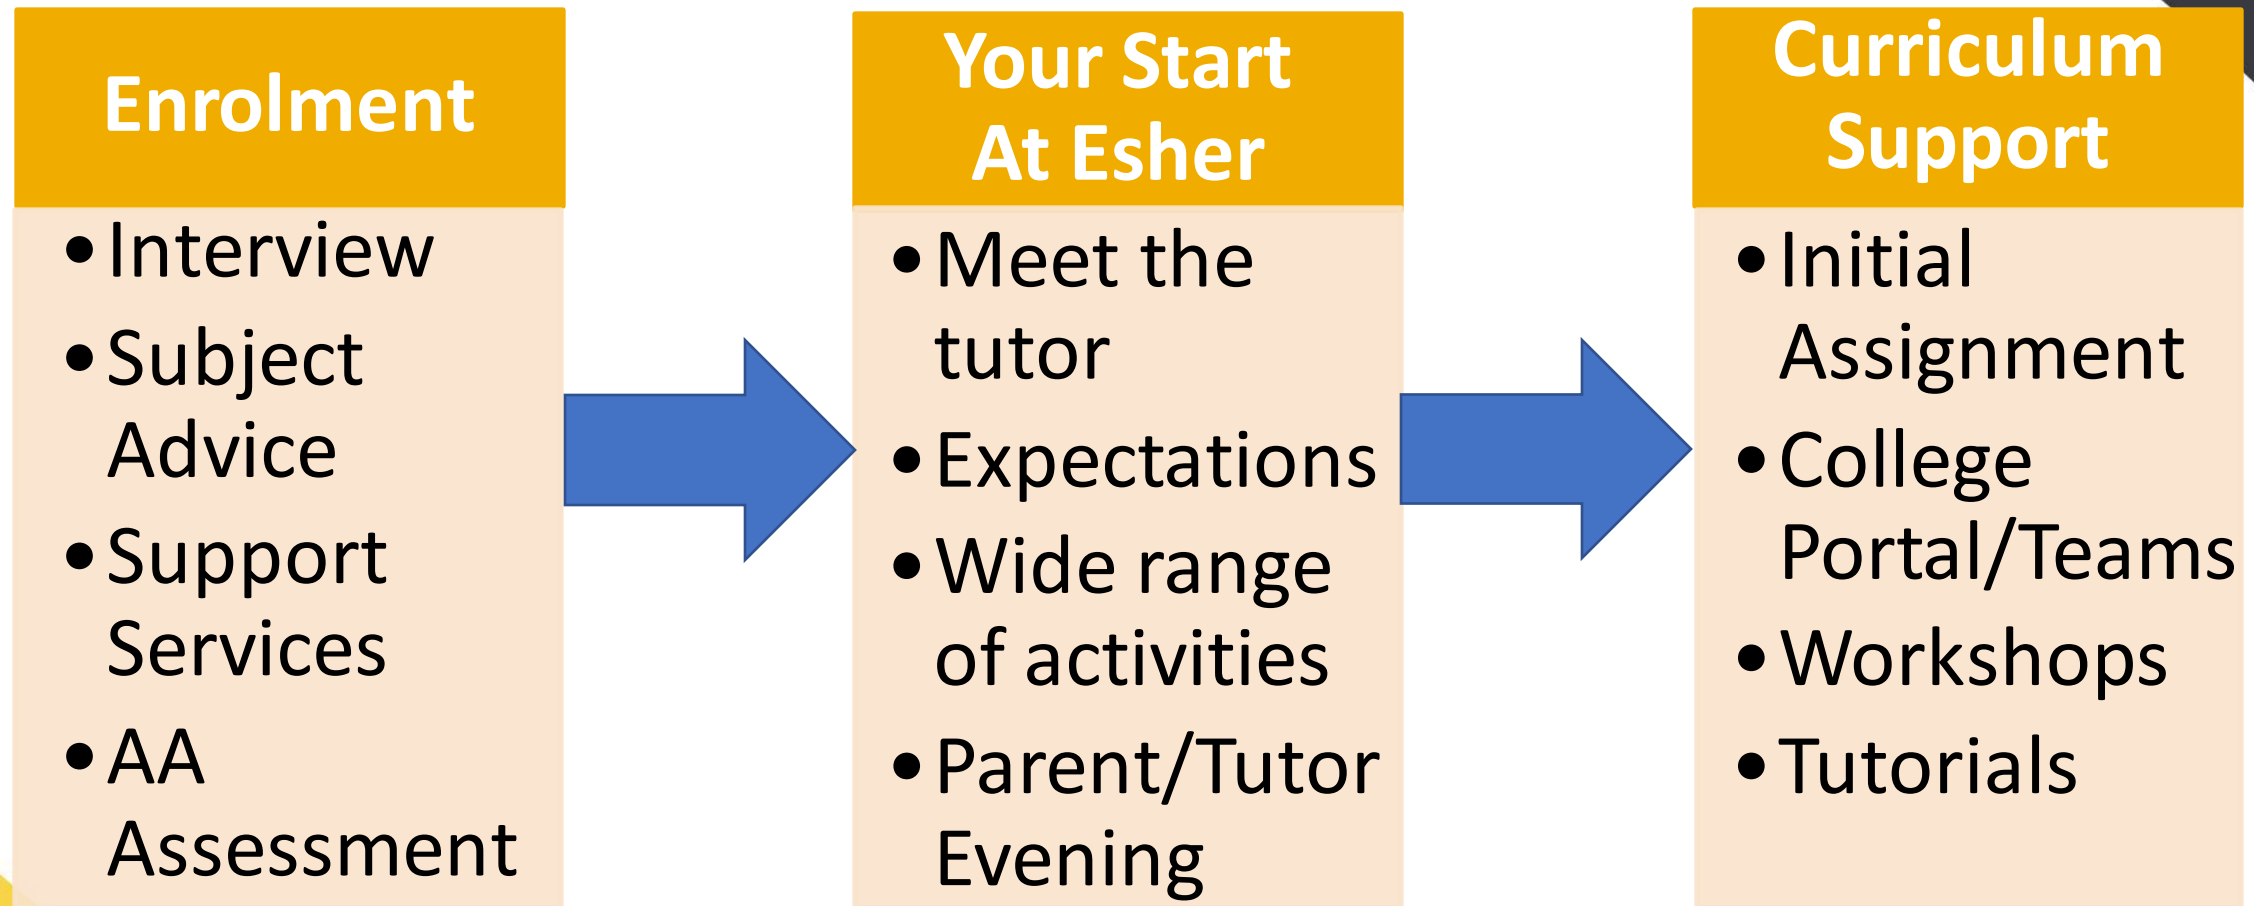 Enrolment
• Interview
• Subject
Advice
• Support
Services
• AA
Assessment
Your Start
At Esher
• Meet the
tutor
• Expectations
• Wide range
of activities
• Parent/Tutor
Evening
Curriculum
Support
• Initial
Assignment
• College
Portal/Teams
• Workshops
• Tutorials